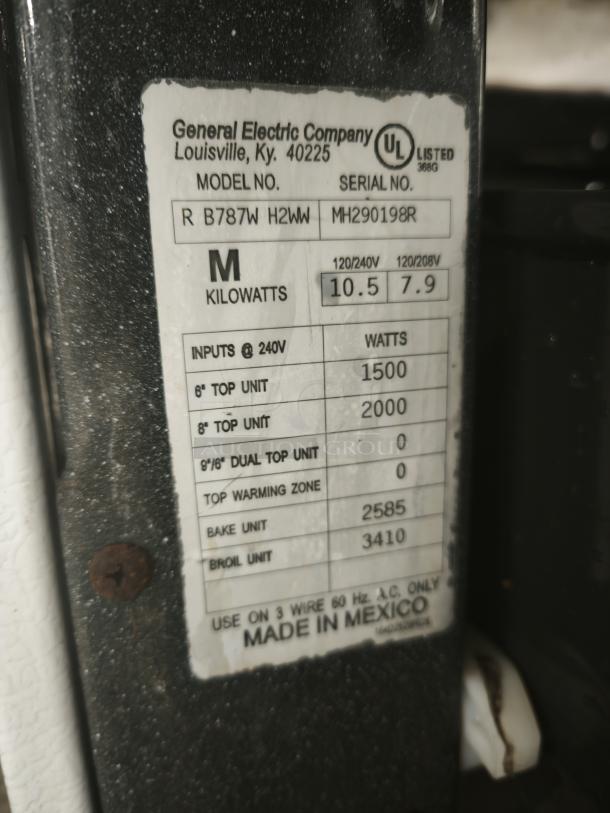 General Electric Company
Louisville, Ky. 40225
UL LISTED
368G
MODEL NO. SERIAL NO.
R B787W H2WW MH290198R
M
KILOWATTS
120/240V 120/208V
10.5 7.9
INPUTS @ 240V WATTS
6" TOP UNIT 1500
8" TOP UNIT 2000
9"/6" DUAL TOP UNIT 0
TOP WARMING ZONE 0
BAKE UNIT 2585
BROIL UNIT 3410
USE ON 3 WIRE 60 Hz. A.C. ONLY
MADE IN MEXICO
AUCTION GROUP